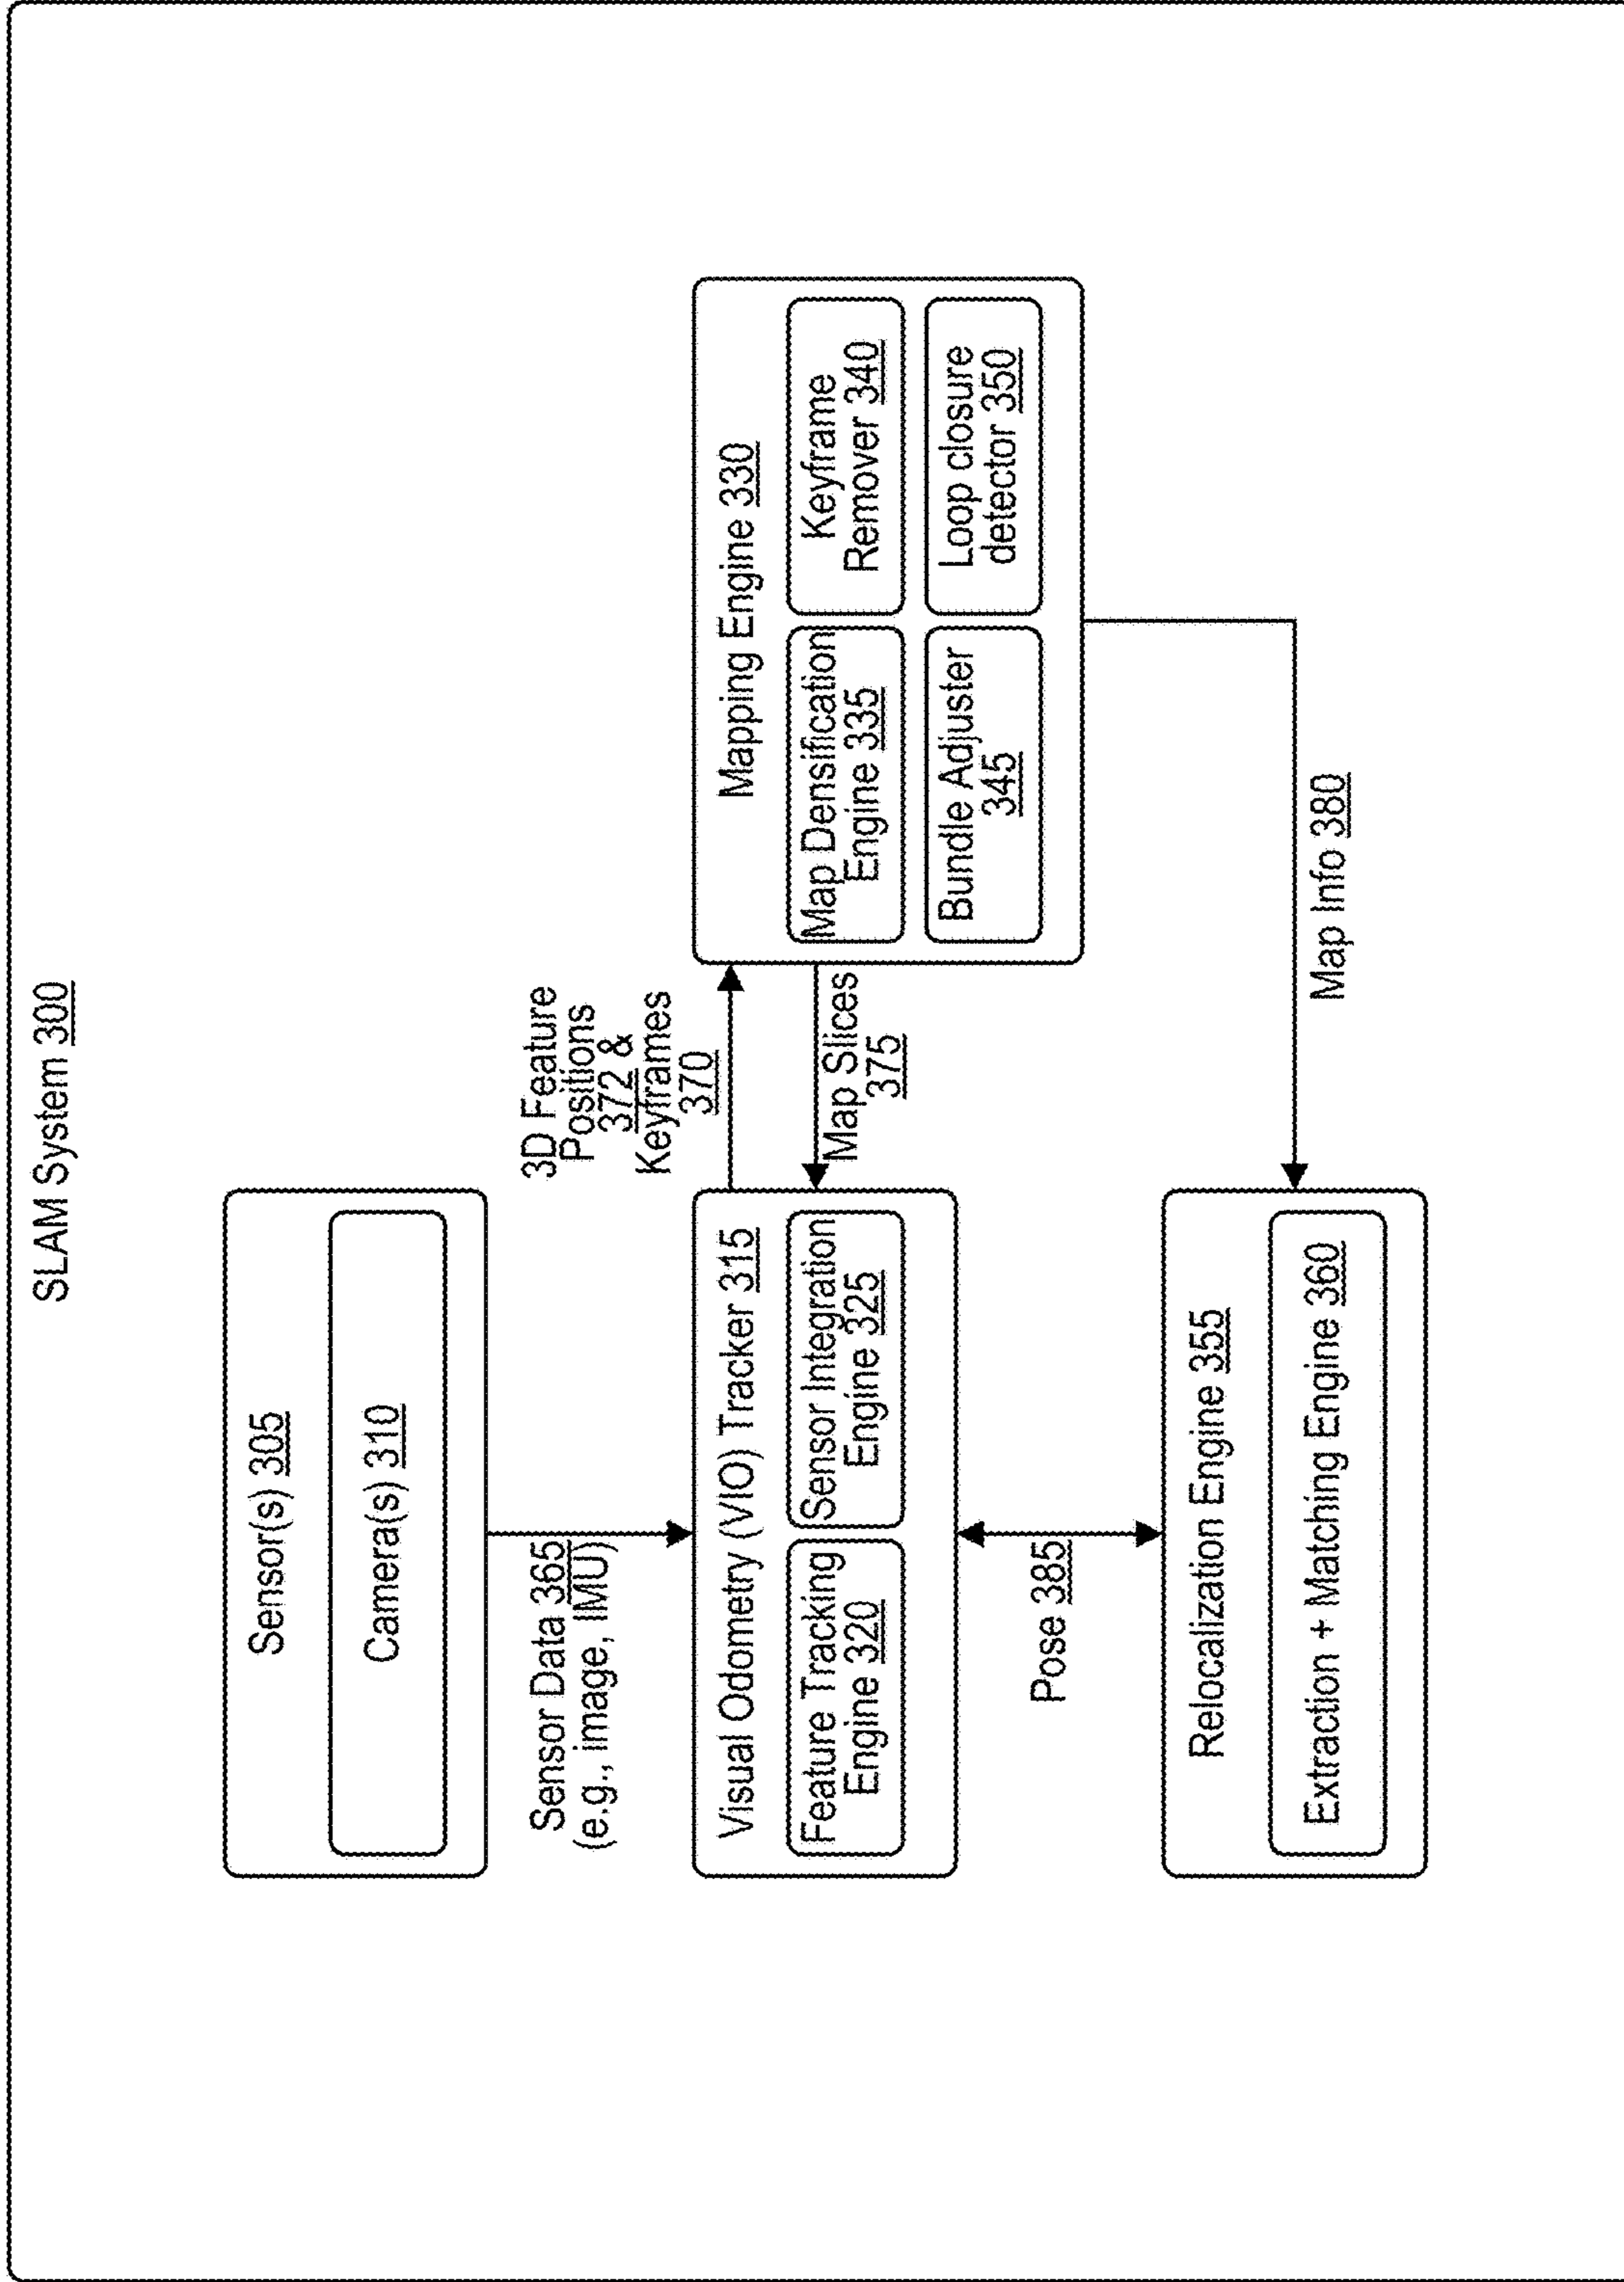 SLAM System 300
Sensor(s) 305
Camera(s) 310
Sensor Data 365
(e.g., image, IMU)
3D Feature
Positions
372 &
Keyframes
370
Visual Odometry (VIO) Tracker 315
Feature Tracking
Engine 320
Sensor Integration
Engine 325
Map Slices
375
Mapping Engine 330
Map Densification
Engine 335
Keyframe
Remover 340
Bundle Adjuster
345
Loop closure
detector 350
Pose 385
Relocalization Engine 355
Extraction + Matching Engine 360
Map Info 380